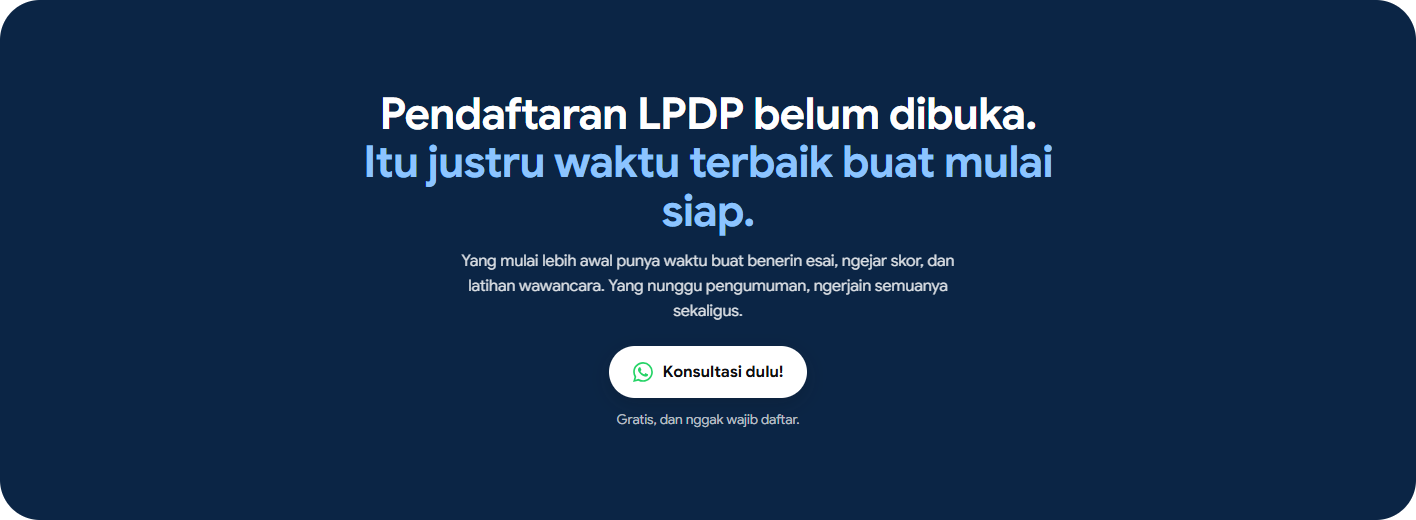 Pendaftaran LPDP belum dibuka.
Itu justru waktu terbaik buat mulai
siap.
Yang mulai lebih awal punya waktu buat benerin esai, ngejar skor, dan
latihan wawancara. Yang nunggu pengumuman, ngerjain semuanya
sekaligus.
Konsultasi dulu!
Gratis, dan nggak wajib daftar.